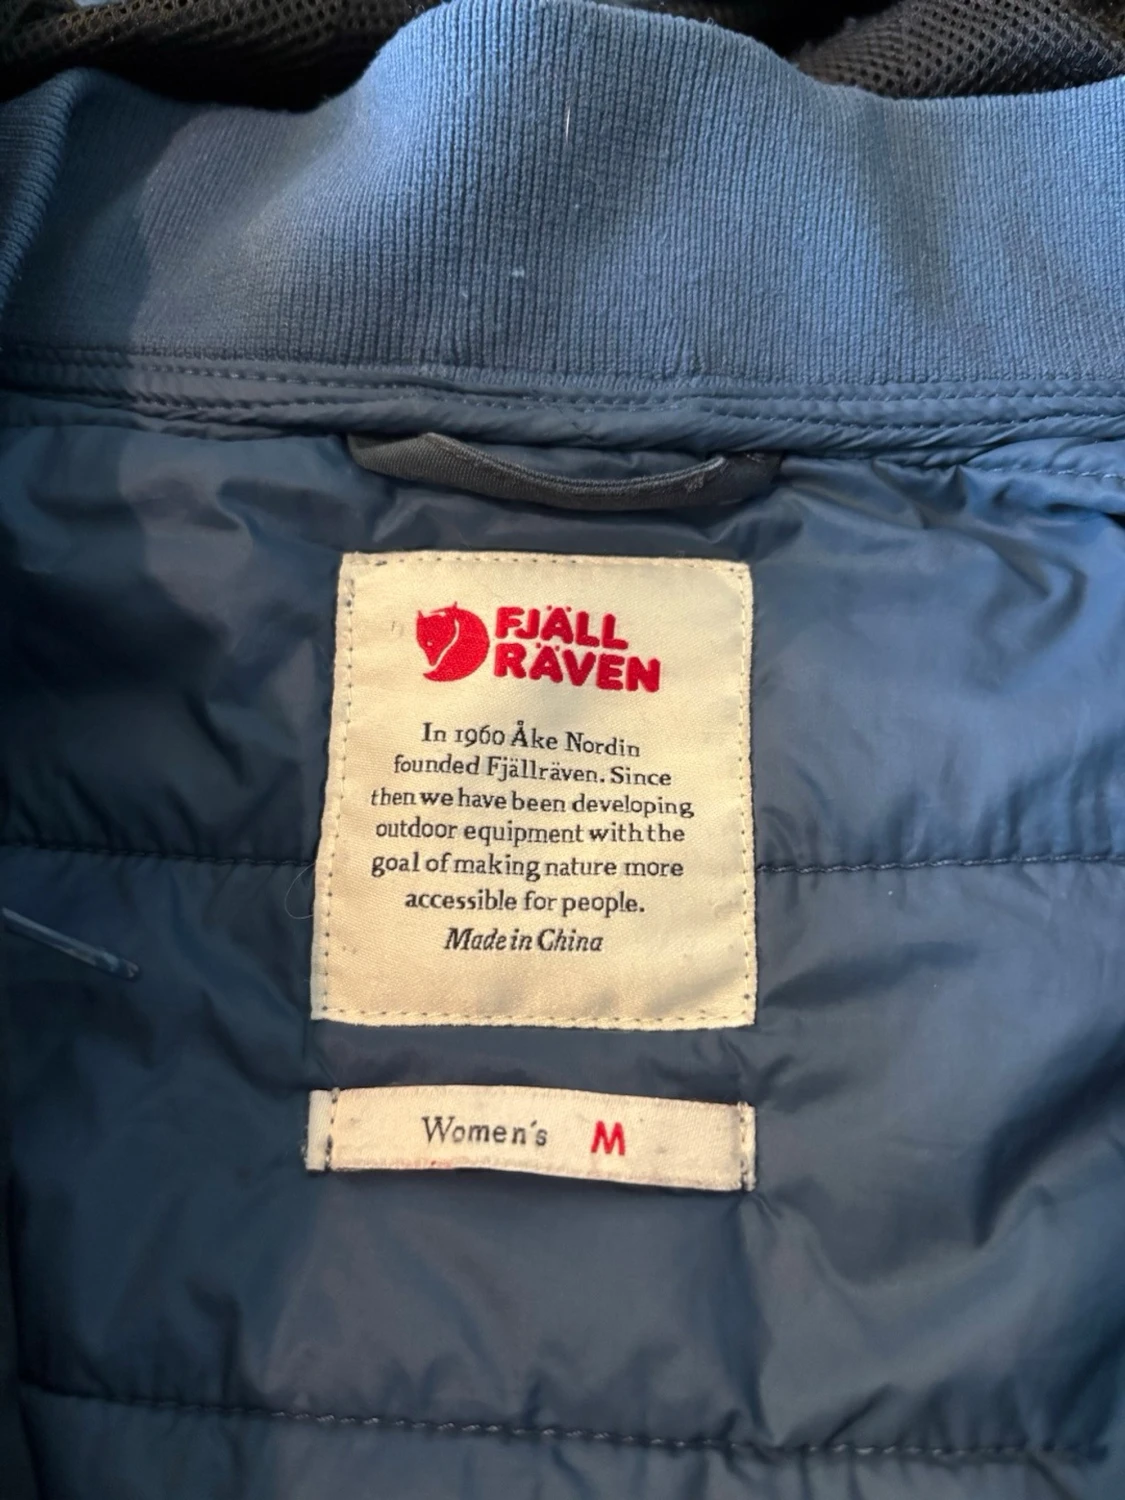 FJÄLL
RÄVEN
In 1960 Åke Nordin
founded Fjällräven. Since
then we have been developing
outdoor equipment with the
goal of making nature more
accessible for people.
Made in China
Women's M